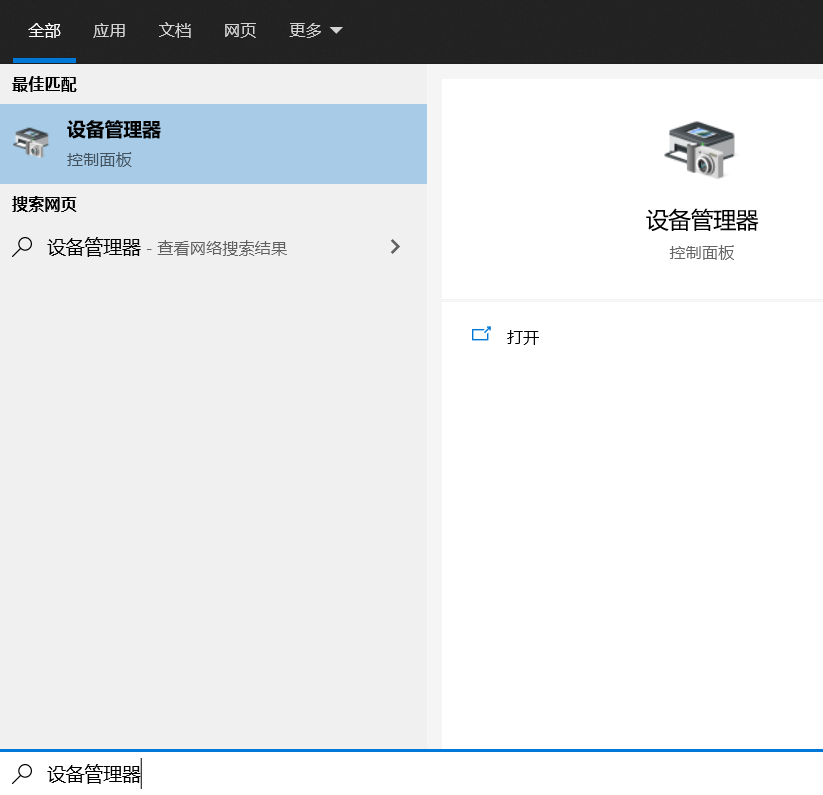 全部 应用 文档 网页 更多
最佳匹配
设备管理器
控制面板
搜索网页
设备管理器 - 查看网络搜索结果
设备管理器
控制面板
打开
设备管理器